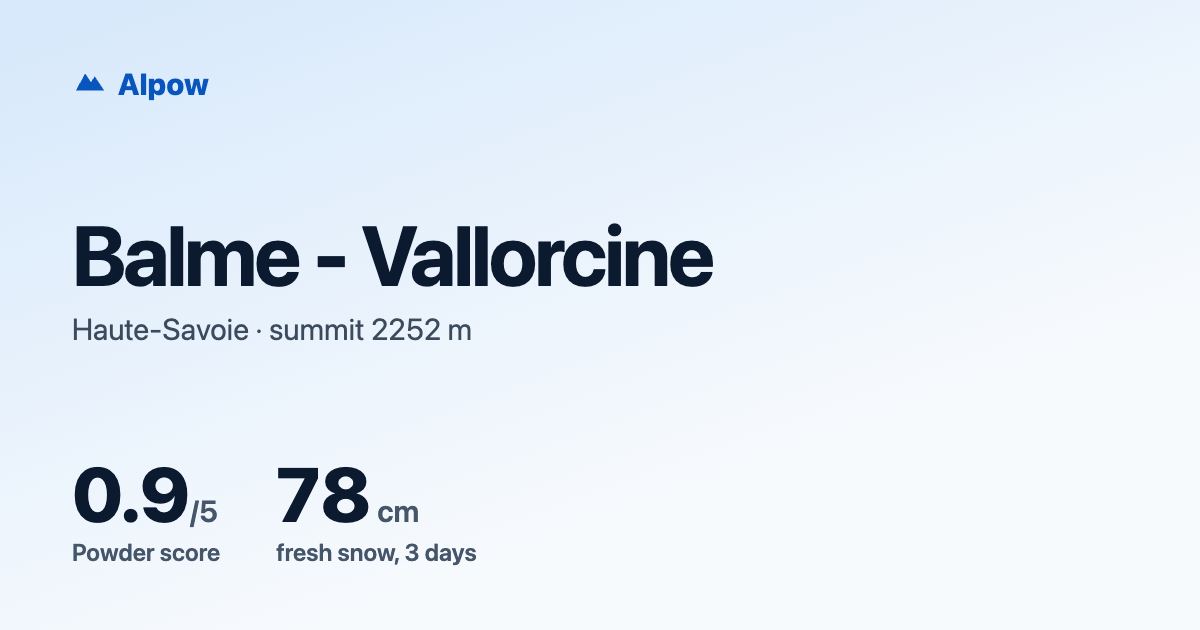 Alpow
Balme - Vallorcine
Haute-Savoie · summit 2252 m
0.9/5 78 cm
Powder score fresh snow, 3 days